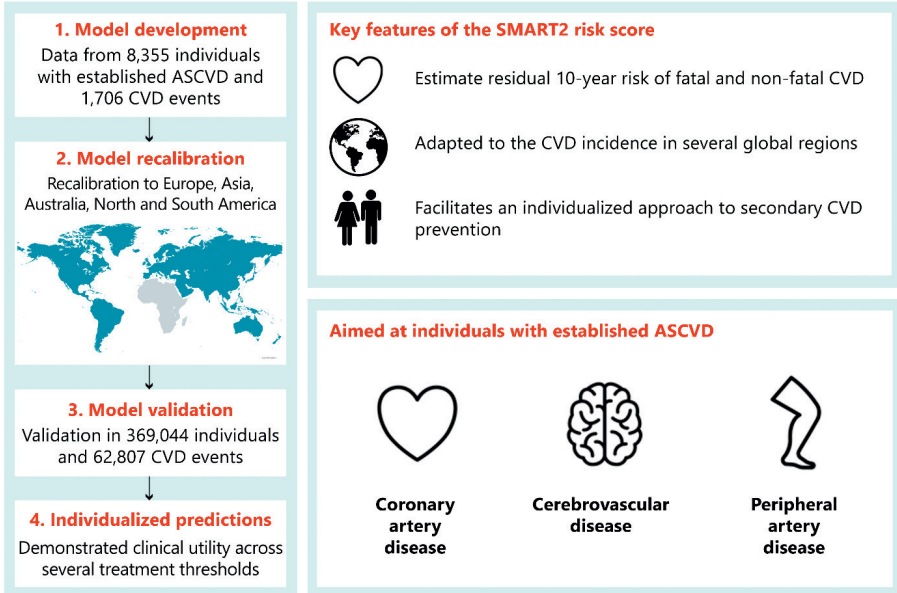 1. Model development
Data from 8,355 individuals
with established ASCVD and
1,706 CVD events
2. Model recalibration
Recalibration to Europe, Asia,
Australia, North and South America
3. Model validation
Validation in 369,044 individuals
and 62,807 CVD events
4. Individualized predictions
Demonstrated clinical utility across
several treatment thresholds
Key features of the SMART2 risk score
Estimate residual 10-year risk of fatal and non-fatal CVD
Adapted to the CVD incidence in several global regions
Facilitates an individualized approach to secondary CVD
prevention
Aimed at individuals with established ASCVD
Coronary
artery
disease
Cerebrovascular
disease
Peripheral
artery
disease